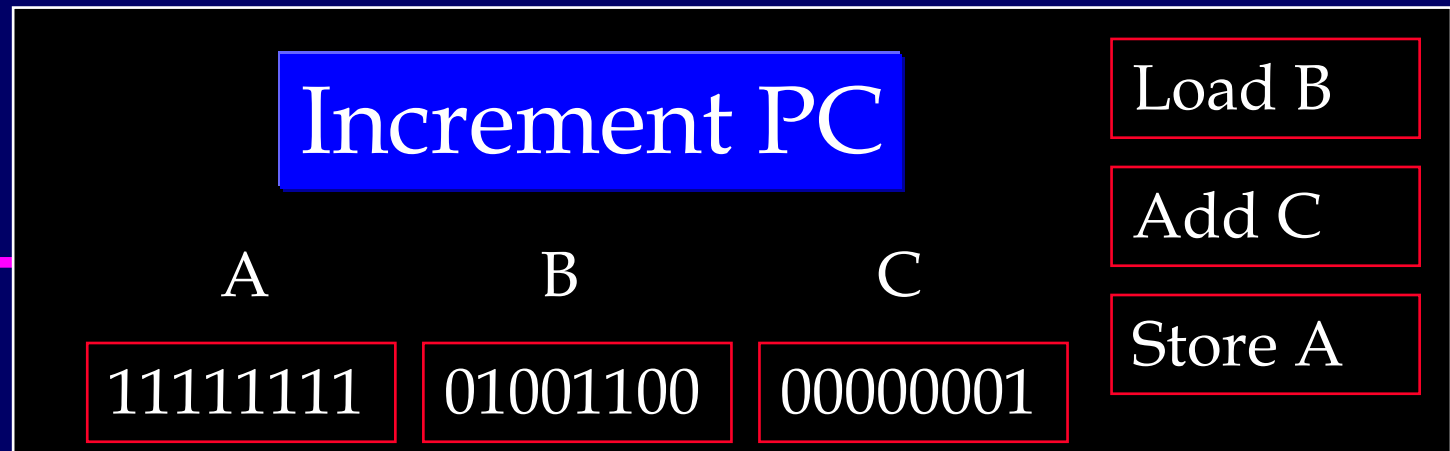 Increment PC
Load B
Add C
Store A
A B C
11111111 01001100 00000001